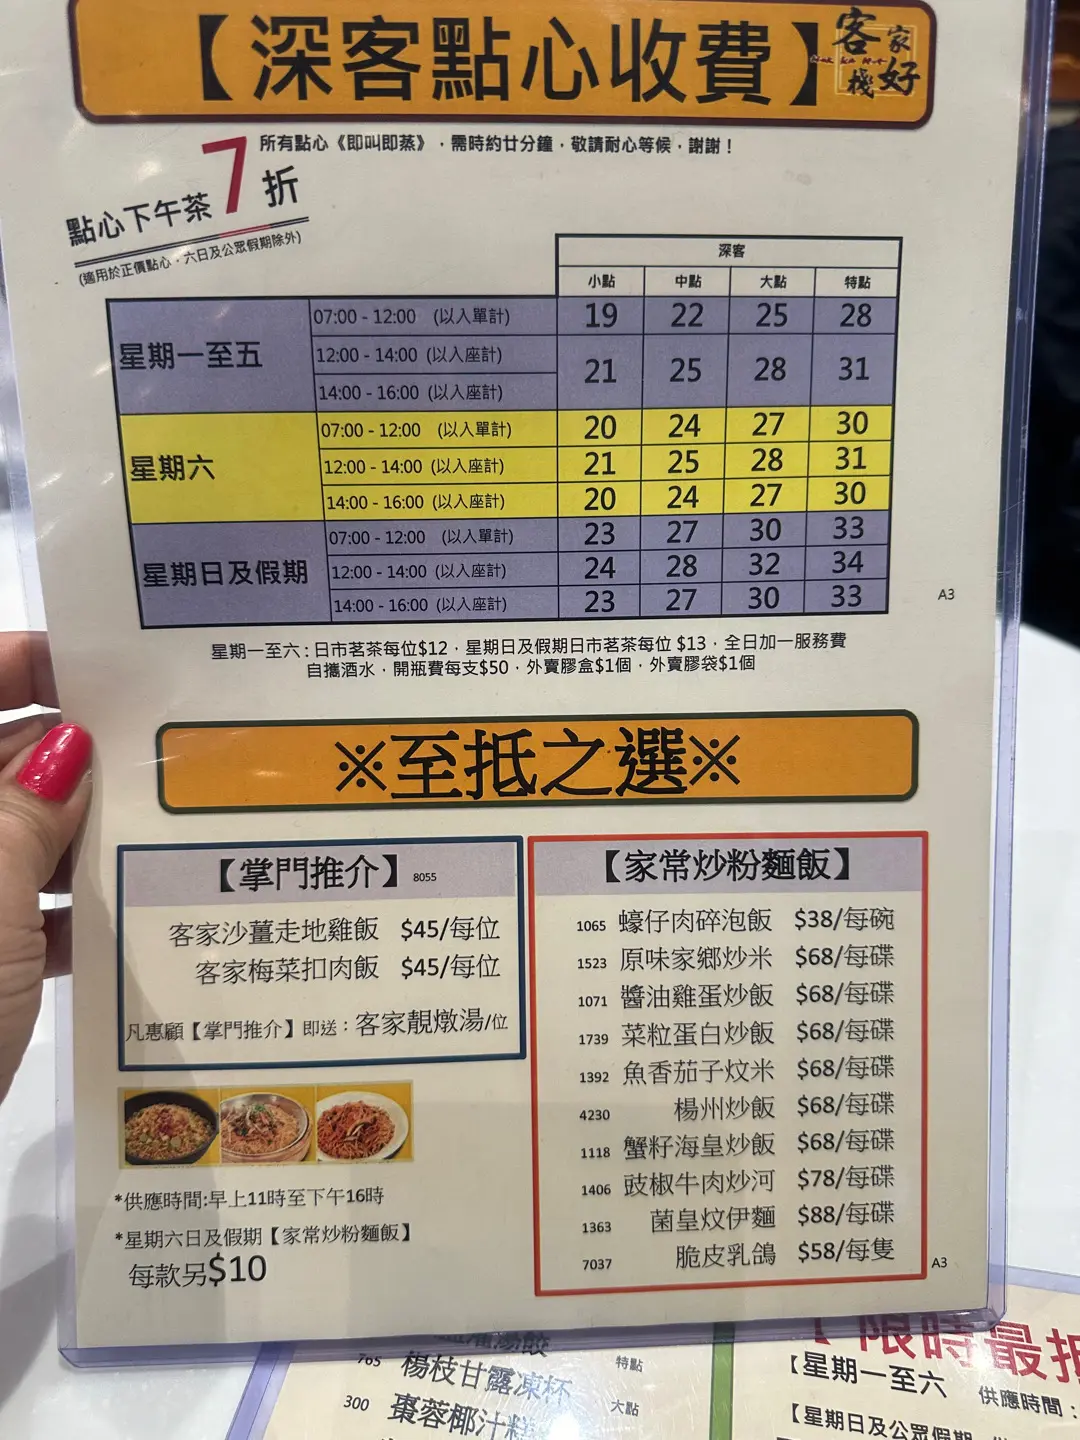 【深客點心收費】
客家好棧
所有點心《即叫即蒸》，需時約廿分鐘，敬請耐心等候，謝謝！
點心下午茶7折
(適用於正價點心，六日及公眾假期除外)
深客
小點 中點 大點 特點
星期一至五
07:00 - 12:00 (以入單計) 19 22 25 28
12:00 - 14:00 (以入座計)
14:00 - 16:00 (以入座計)
21 25 28 31
星期六
07:00 - 12:00 (以入單計) 20 24 27 30
12:00 - 14:00 (以入座計) 21 25 28 31
14:00 - 16:00 (以入座計) 20 24 27 30
星期日及假期
07:00 - 12:00 (以入單計) 23 27 30 33
12:00 - 14:00 (以入座計) 24 28 32 34
14:00 - 16:00 (以入座計) 23 27 30 33
A3
星期一至六：日市茗茶每位$12，星期日及假期日市茗茶每位 $13，全日加一服務費
自攜酒水，開瓶費每支$50，外賣膠盒$1個，外賣膠袋$1個
※至抵之選※
【掌門推介】 8055
客家沙薑走地雞飯 $45/每位
客家梅菜扣肉飯 $45/每位
凡惠顧【掌門推介】即送：客家靚燉湯/位
*供應時間:早上11時至下午16時
*星期六日及假期【家常炒粉麵飯】
每款另$10
【家常炒粉麵飯】
1065 蠔仔肉碎泡飯 $38/每碗
1523 原味家鄉炒米 $68/每碟
1071 醬油雞蛋炒飯 $68/每碟
1739 菜粒蛋白炒飯 $68/每碟
1392 魚香茄子炆米 $68/每碟
4230 楊州炒飯 $68/每碟
1118 蟹籽海皇炒飯 $68/每碟
1406 豉椒牛肉炒河 $78/每碟
1363 菌皇炆伊麵 $88/每碟
7037 脆皮乳鴿 $58/每隻
A3
特點
765 楊枝甘露凍杯
大點
300 棗蓉椰汁糕
【限時最抵
【星期一至六 供應時間：
【星期日及公眾假期